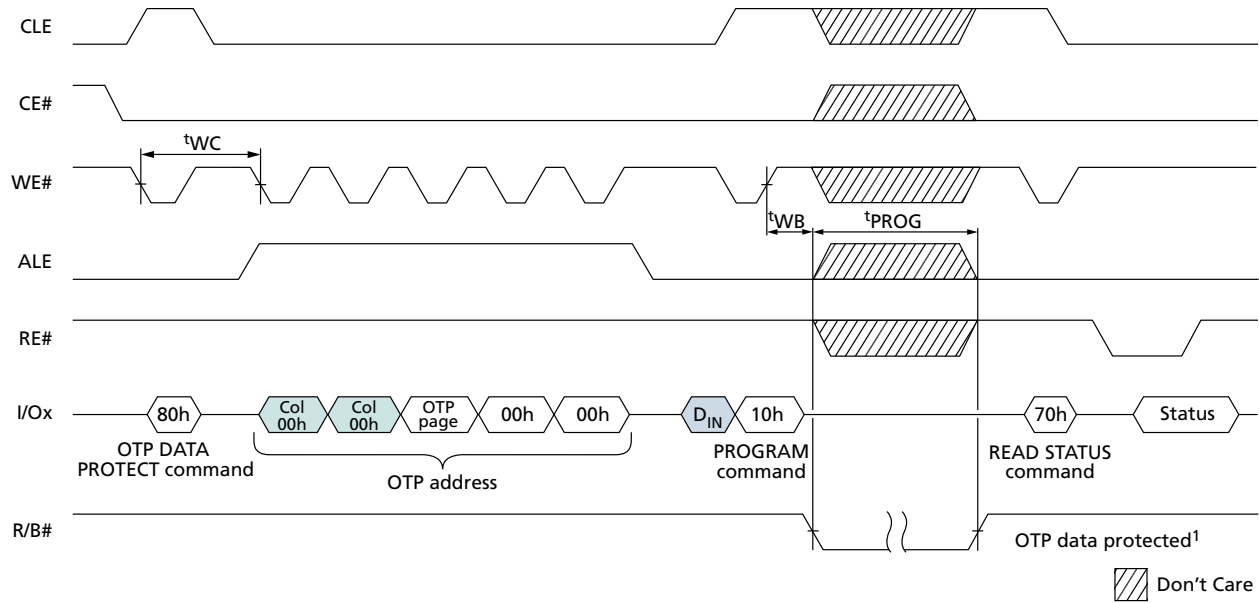 CLE
CE#
tWC
WE#
tWB
tPROG
ALE
RE#
I/Ox
80h
Col
00h
Col
00h
OTP
page
00h
00h
DIN
10h
70h
Status
OTP DATA
PROTECT command
OTP address
PROGRAM
command
READ STATUS
command
R/B#
OTP data protected1
Don't Care